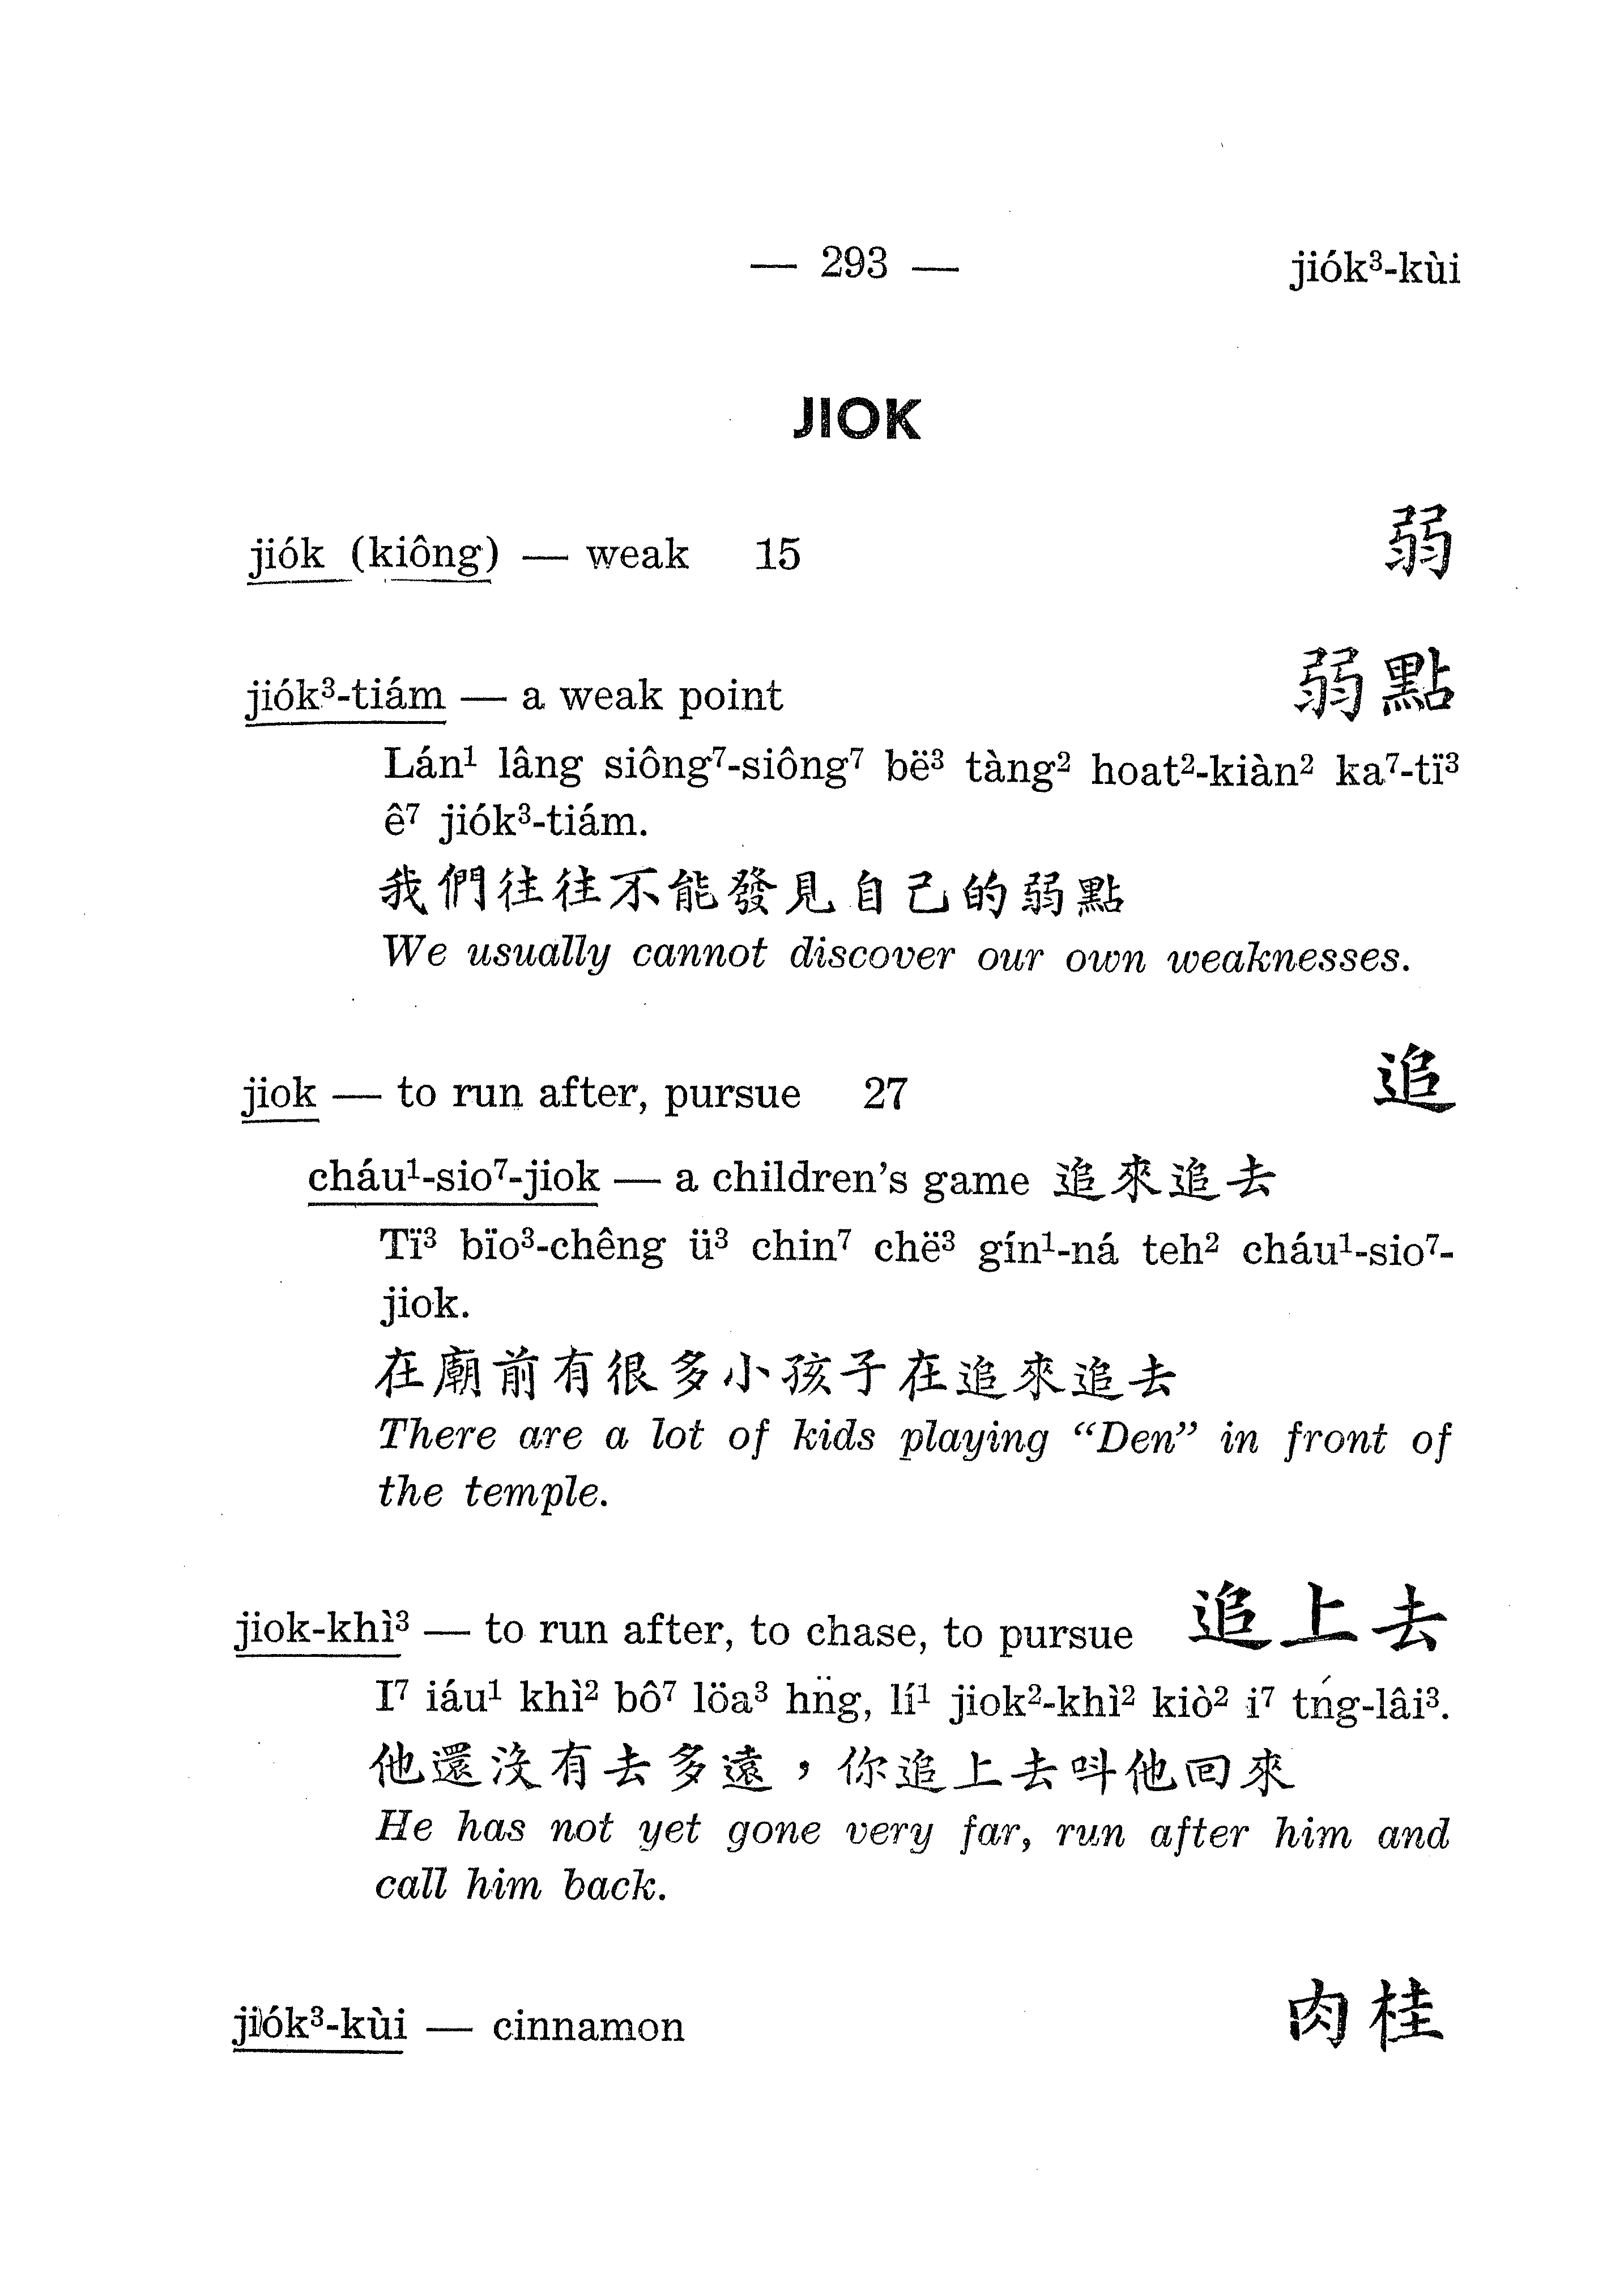 — 293 —    jiók³-kùi
JIOK
jiók (kiông) — weak 15    弱
jiók³-tiám — a weak point    弱點
Lán¹ lâng siông⁷-siông⁷ bë³ tàng² hoat²-kiàn² ka⁷-tï³
ê⁷ jiók³-tiám.
我們往往不能發見自己的弱點
We usually cannot discover our own weaknesses.
jiok — to run after, pursue 27    追
cháu¹-sio⁷-jiok — a children's game 追來追去
Tï³ bïo³-chêng ü³ chin⁷ chë³ gín¹-ná teh² cháu¹-sio⁷-
jiok.
在廟前有很多小孩子在追來追去
There are a lot of kids playing “Den” in front of
the temple.
jiok-khì³ — to run after, to chase, to pursue    追上去
I⁷ iáu¹ khì² bô⁷ löa³ hn̈g, lí¹ jiok²-khì² kiò² i⁷ tńg-lâi³.
他還沒有去多遠，你追上去叫他回來
He has not yet gone very far, run after him and
call him back.
jiók³-kùi — cinnamon    肉桂